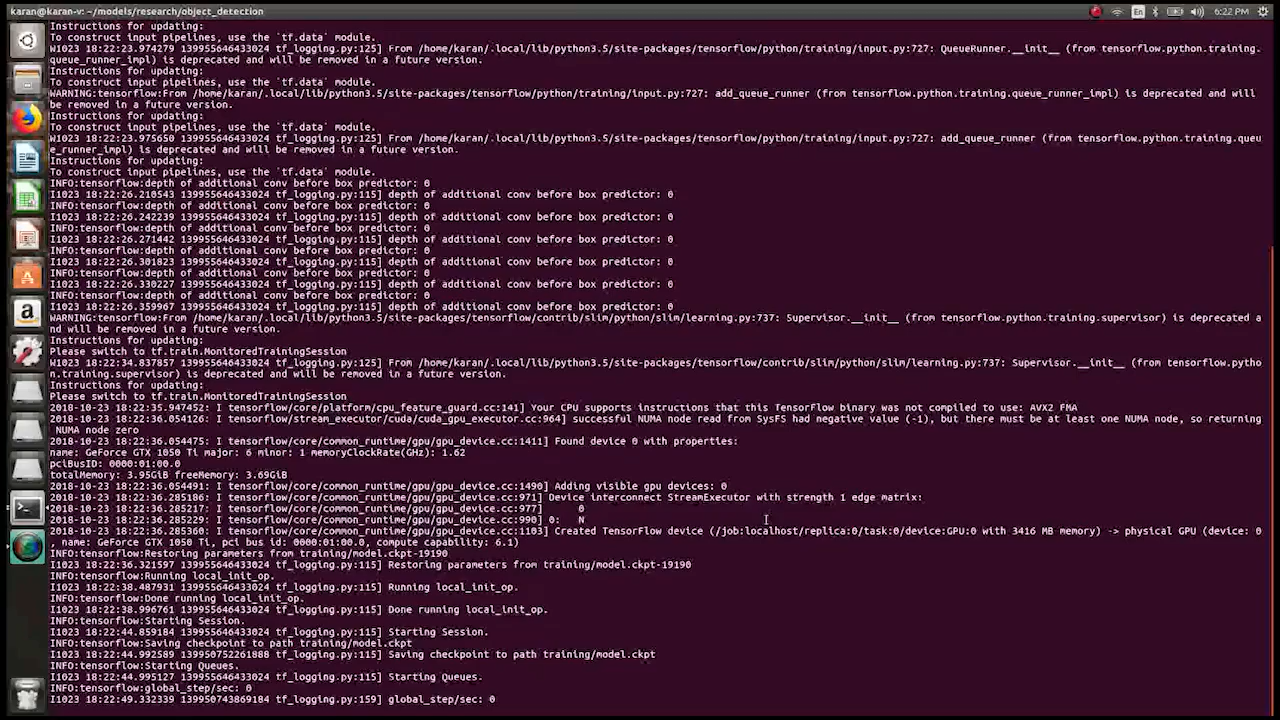 karan@karan-v: ~/models/research/object_detection
En
6:22 PM
Instructions for updating:
To construct input pipelines, use the `tf.data` module.
W1023 18:22:23.974279 139955646433024 tf_logging.py:125] From /home/karan/.local/lib/python3.5/site-packages/tensorflow/python/training/input.py:727: QueueRunner.__init__ (from tensorflow.python.training.
queue_runner_impl) is deprecated and will be removed in a future version.
Instructions for updating:
To construct input pipelines, use the `tf.data` module.
WARNING:tensorflow:From /home/karan/.local/lib/python3.5/site-packages/tensorflow/python/training/input.py:727: add_queue_runner (from tensorflow.python.training.queue_runner_impl) is deprecated and will
be removed in a future version.
Instructions for updating:
To construct input pipelines, use the `tf.data` module.
W1023 18:22:23.975650 139955646433024 tf_logging.py:125] From /home/karan/.local/lib/python3.5/site-packages/tensorflow/python/training/input.py:727: add_queue_runner (from tensorflow.python.training.queu
e_runner_impl) is deprecated and will be removed in a future version.
Instructions for updating:
To construct input pipelines, use the `tf.data` module.
INFO:tensorflow:depth of additional conv before box predictor: 0
I1023 18:22:26.210543 139955646433024 tf_logging.py:115] depth of additional conv before box predictor: 0
INFO:tensorflow:depth of additional conv before box predictor: 0
I1023 18:22:26.242239 139955646433024 tf_logging.py:115] depth of additional conv before box predictor: 0
INFO:tensorflow:depth of additional conv before box predictor: 0
I1023 18:22:26.271442 139955646433024 tf_logging.py:115] depth of additional conv before box predictor: 0
INFO:tensorflow:depth of additional conv before box predictor: 0
I1023 18:22:26.301823 139955646433024 tf_logging.py:115] depth of additional conv before box predictor: 0
INFO:tensorflow:depth of additional conv before box predictor: 0
I1023 18:22:26.330227 139955646433024 tf_logging.py:115] depth of additional conv before box predictor: 0
INFO:tensorflow:depth of additional conv before box predictor: 0
I1023 18:22:26.359967 139955646433024 tf_logging.py:115] depth of additional conv before box predictor: 0
WARNING:tensorflow:From /home/karan/.local/lib/python3.5/site-packages/tensorflow/contrib/slim/python/slim/learning.py:737: Supervisor.__init__ (from tensorflow.python.training.supervisor) is deprecated a
nd will be removed in a future version.
Instructions for updating:
Please switch to tf.train.MonitoredTrainingSession
W1023 18:22:34.837857 139955646433024 tf_logging.py:125] From /home/karan/.local/lib/python3.5/site-packages/tensorflow/contrib/slim/python/slim/learning.py:737: Supervisor.__init__ (from tensorflow.pytho
n.training.supervisor) is deprecated and will be removed in a future version.
Instructions for updating:
Please switch to tf.train.MonitoredTrainingSession
2018-10-23 18:22:35.947452: I tensorflow/core/platform/cpu_feature_guard.cc:141] Your CPU supports instructions that this TensorFlow binary was not compiled to use: AVX2 FMA
2018-10-23 18:22:36.054126: I tensorflow/stream_executor/cuda/cuda_gpu_executor.cc:964] successful NUMA node read from SysFS had negative value (-1), but there must be at least one NUMA node, so returning
NUMA node zero
2018-10-23 18:22:36.054475: I tensorflow/core/common_runtime/gpu/gpu_device.cc:1411] Found device 0 with properties:
name: GeForce GTX 1050 Ti major: 6 minor: 1 memoryClockRate(GHz): 1.62
pciBusID: 0000:01:00.0
totalMemory: 3.95GiB freeMemory: 3.69GiB
2018-10-23 18:22:36.054491: I tensorflow/core/common_runtime/gpu/gpu_device.cc:1490] Adding visible gpu devices: 0
2018-10-23 18:22:36.285186: I tensorflow/core/common_runtime/gpu/gpu_device.cc:971] Device interconnect StreamExecutor with strength 1 edge matrix:
2018-10-23 18:22:36.285217: I tensorflow/core/common_runtime/gpu/gpu_device.cc:977]      0
2018-10-23 18:22:36.285229: I tensorflow/core/common_runtime/gpu/gpu_device.cc:990] 0:   N
2018-10-23 18:22:36.285360: I tensorflow/core/common_runtime/gpu/gpu_device.cc:1103] Created TensorFlow device (/job:localhost/replica:0/task:0/device:GPU:0 with 3416 MB memory) -> physical GPU (device: 0
, name: GeForce GTX 1050 Ti, pci bus id: 0000:01:00.0, compute capability: 6.1)
INFO:tensorflow:Restoring parameters from training/model.ckpt-19190
I1023 18:22:36.321597 139955646433024 tf_logging.py:115] Restoring parameters from training/model.ckpt-19190
INFO:tensorflow:Running local_init_op.
I1023 18:22:38.487931 139955646433024 tf_logging.py:115] Running local_init_op.
INFO:tensorflow:Done running local_init_op.
I1023 18:22:38.996761 139955646433024 tf_logging.py:115] Done running local_init_op.
INFO:tensorflow:Starting Session.
I1023 18:22:44.859184 139955646433024 tf_logging.py:115] Starting Session.
INFO:tensorflow:Saving checkpoint to path training/model.ckpt
I1023 18:22:44.992589 139950752261888 tf_logging.py:115] Saving checkpoint to path training/model.ckpt
INFO:tensorflow:Starting Queues.
I1023 18:22:44.995127 139955646433024 tf_logging.py:115] Starting Queues.
INFO:tensorflow:global_step/sec: 0
I1023 18:22:49.332339 139950743869184 tf_logging.py:159] global_step/sec: 0